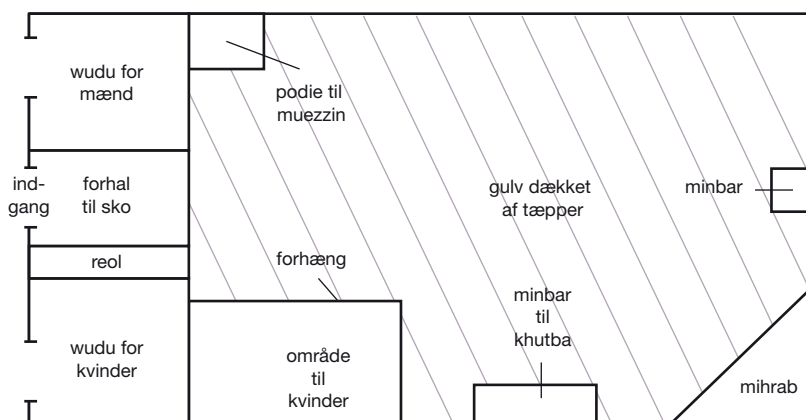 wudu for
mænd
podie til
muezzin
ind-
gang
forhal
til sko
gulv dækket
af tæpper
minbar
reol
forhæng
minbar
til
khutba
wudu for
kvinder
område
til
kvinder
mihrab